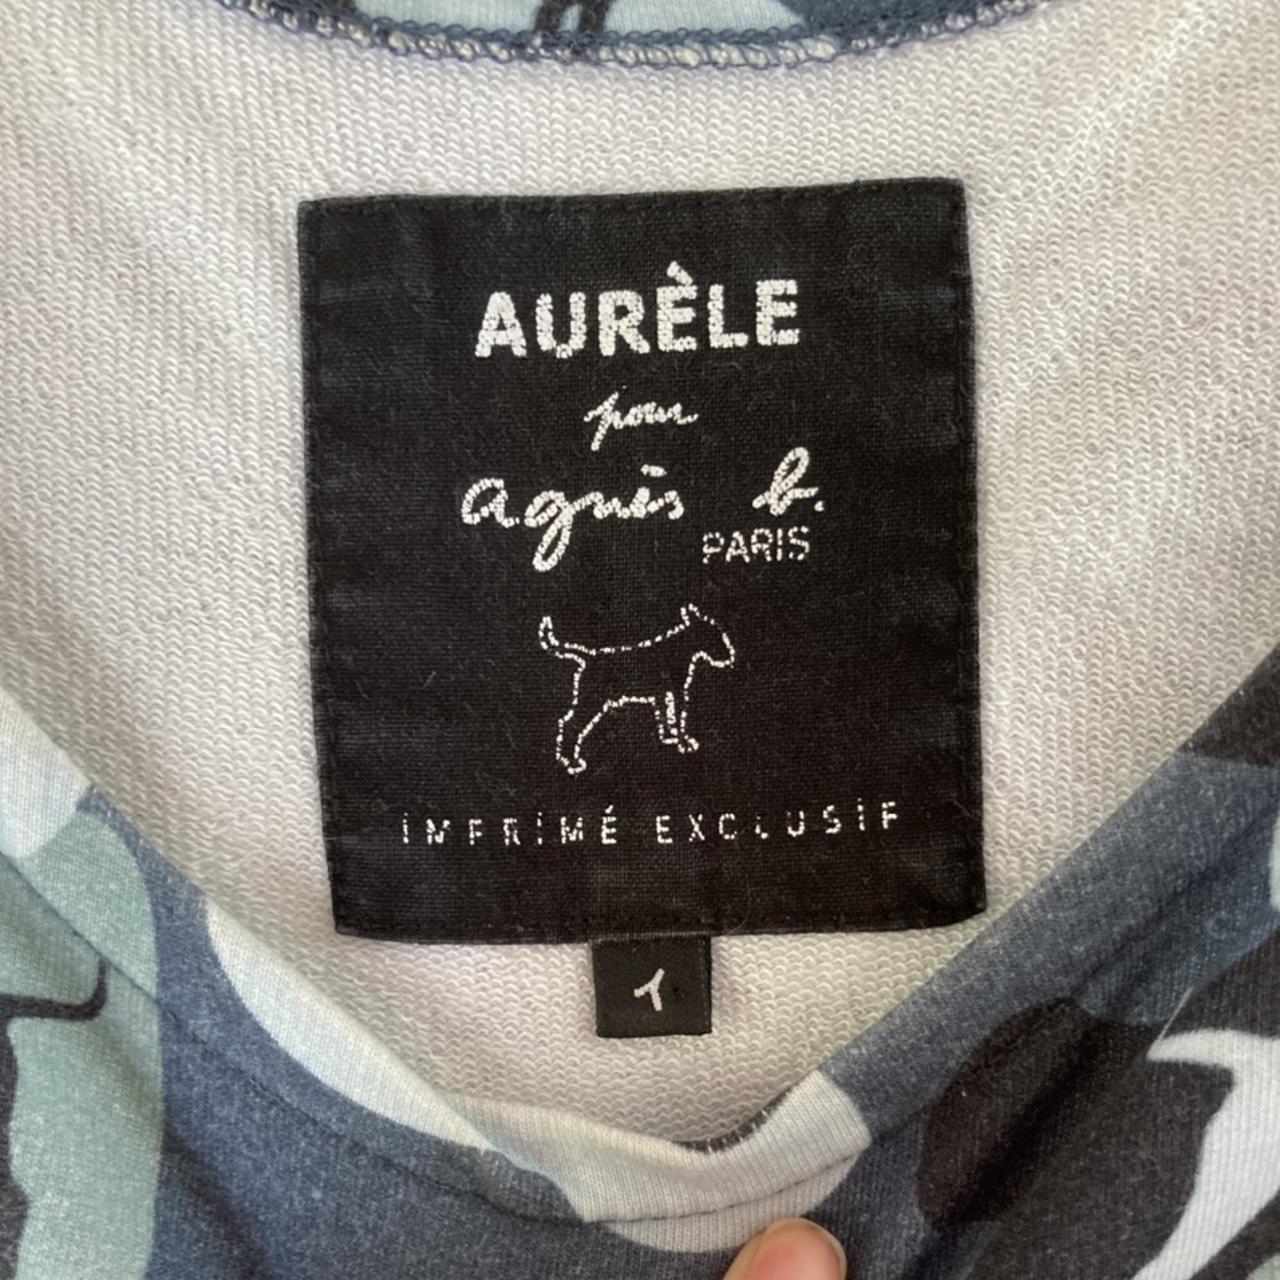 AURÈLE
pour
agnès b.
PARIS
iMPRiMÉ EXCLUSiF
1